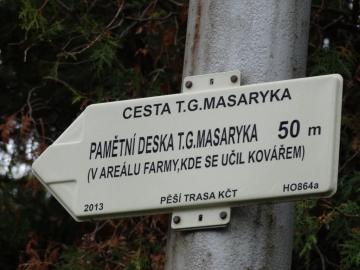 CESTA T.G.MASARYKA
PAMĚTNÍ DESKA T.G.MASARYKA 50 m
(V AREÁLU FARMY,KDE SE UČIL KOVÁŘEM)
2013 PĚŠÍ TRASA KČT HO864a